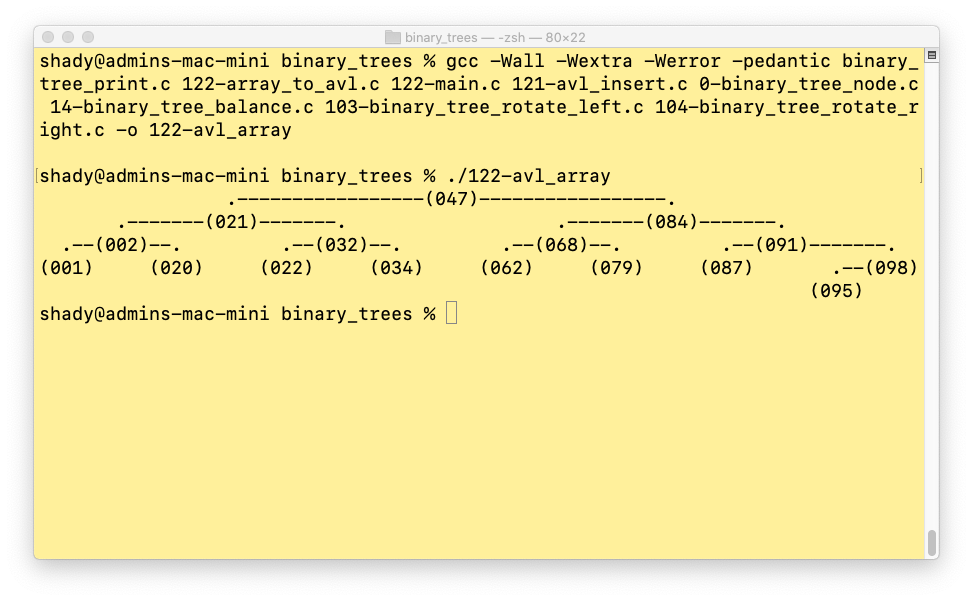 binary_trees — -zsh — 80×22
shady@admins-mac-mini binary_trees % gcc -Wall -Wextra -Werror -pedantic binary_
tree_print.c 122-array_to_avl.c 122-main.c 121-avl_insert.c 0-binary_tree_node.c
 14-binary_tree_balance.c 103-binary_tree_rotate_left.c 104-binary_tree_rotate_r
ight.c -o 122-avl_array
[shady@admins-mac-mini binary_trees % ./122-avl_array ]
                 .-----------------(047)-----------------.
       .-------(021)-------.                   .-------(084)-------.
  .--(002)--.         .--(032)--.         .--(068)--.         .--(091)-------.
(001)     (020)     (022)     (034)     (062)     (079)     (087)       .--(098)
                                                                      (095)
shady@admins-mac-mini binary_trees %